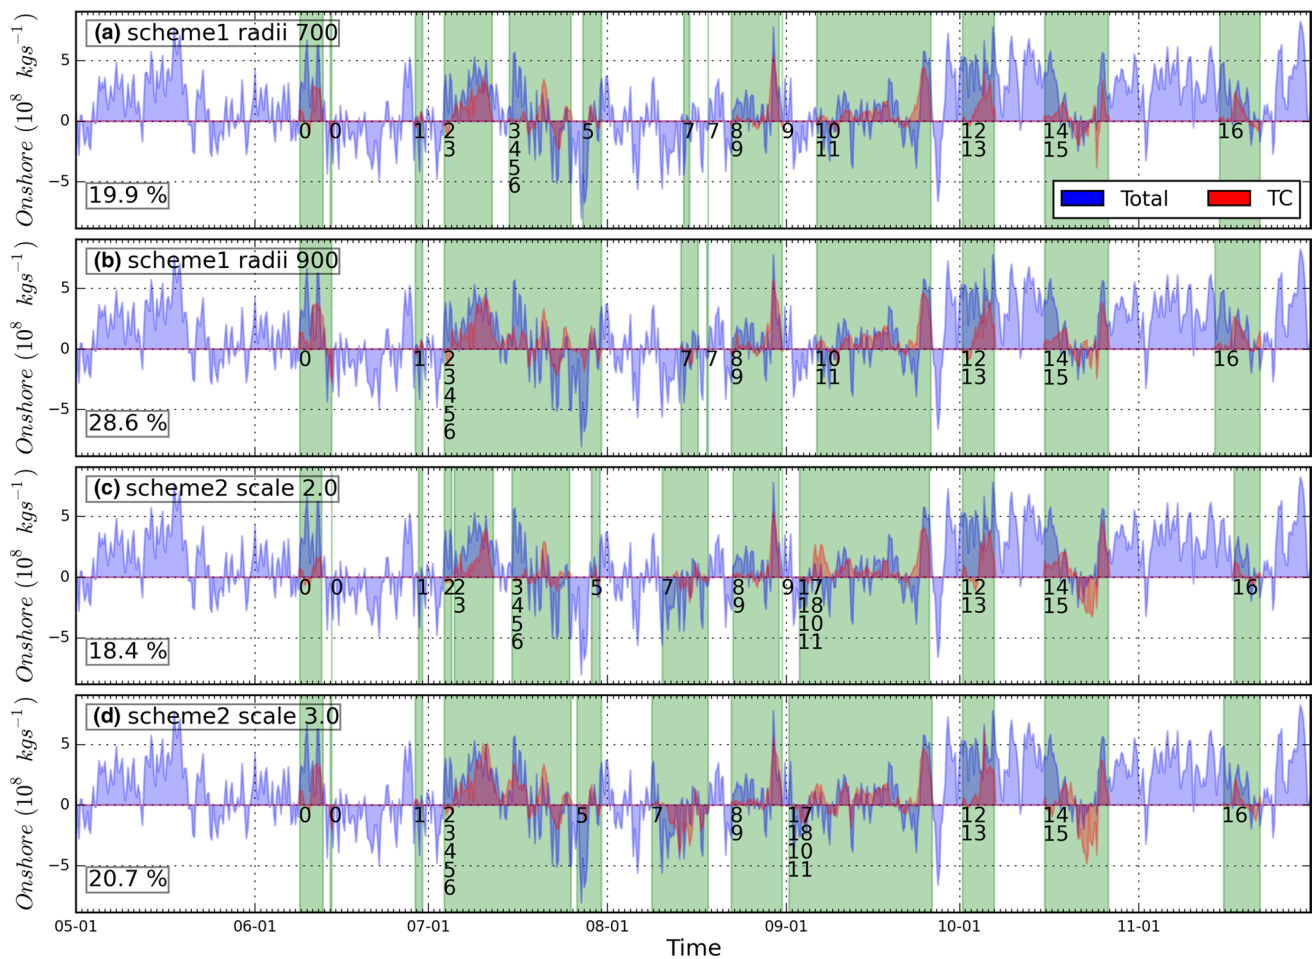 (a) scheme1 radii 700
Onshore (10^8 kgs^−1)
5
0
−5
0 0 1 2 3 5 7 7 8 9 10 12 14 16
3 4 9 11 13 15
5
6
19.9 %
Total TC
(b) scheme1 radii 900
Onshore (10^8 kgs^−1)
5
0
−5
0 1 2 7 7 8 10 12 14 16
3 9 11 13 15
4
5
6
28.6 %
(c) scheme2 scale 2.0
Onshore (10^8 kgs^−1)
5
0
−5
0 0 1 2 2 3 5 7 8 9 17 12 14 16
3 4 9 18 13 15
5 10
6 11
18.4 %
(d) scheme2 scale 3.0
Onshore (10^8 kgs^−1)
5
0
−5
0 0 1 2 5 7 8 17 12 14 16
3 9 18 13 15
4 10
5 11
6
20.7 %
05-01 06-01 07-01 08-01 09-01 10-01 11-01
Time